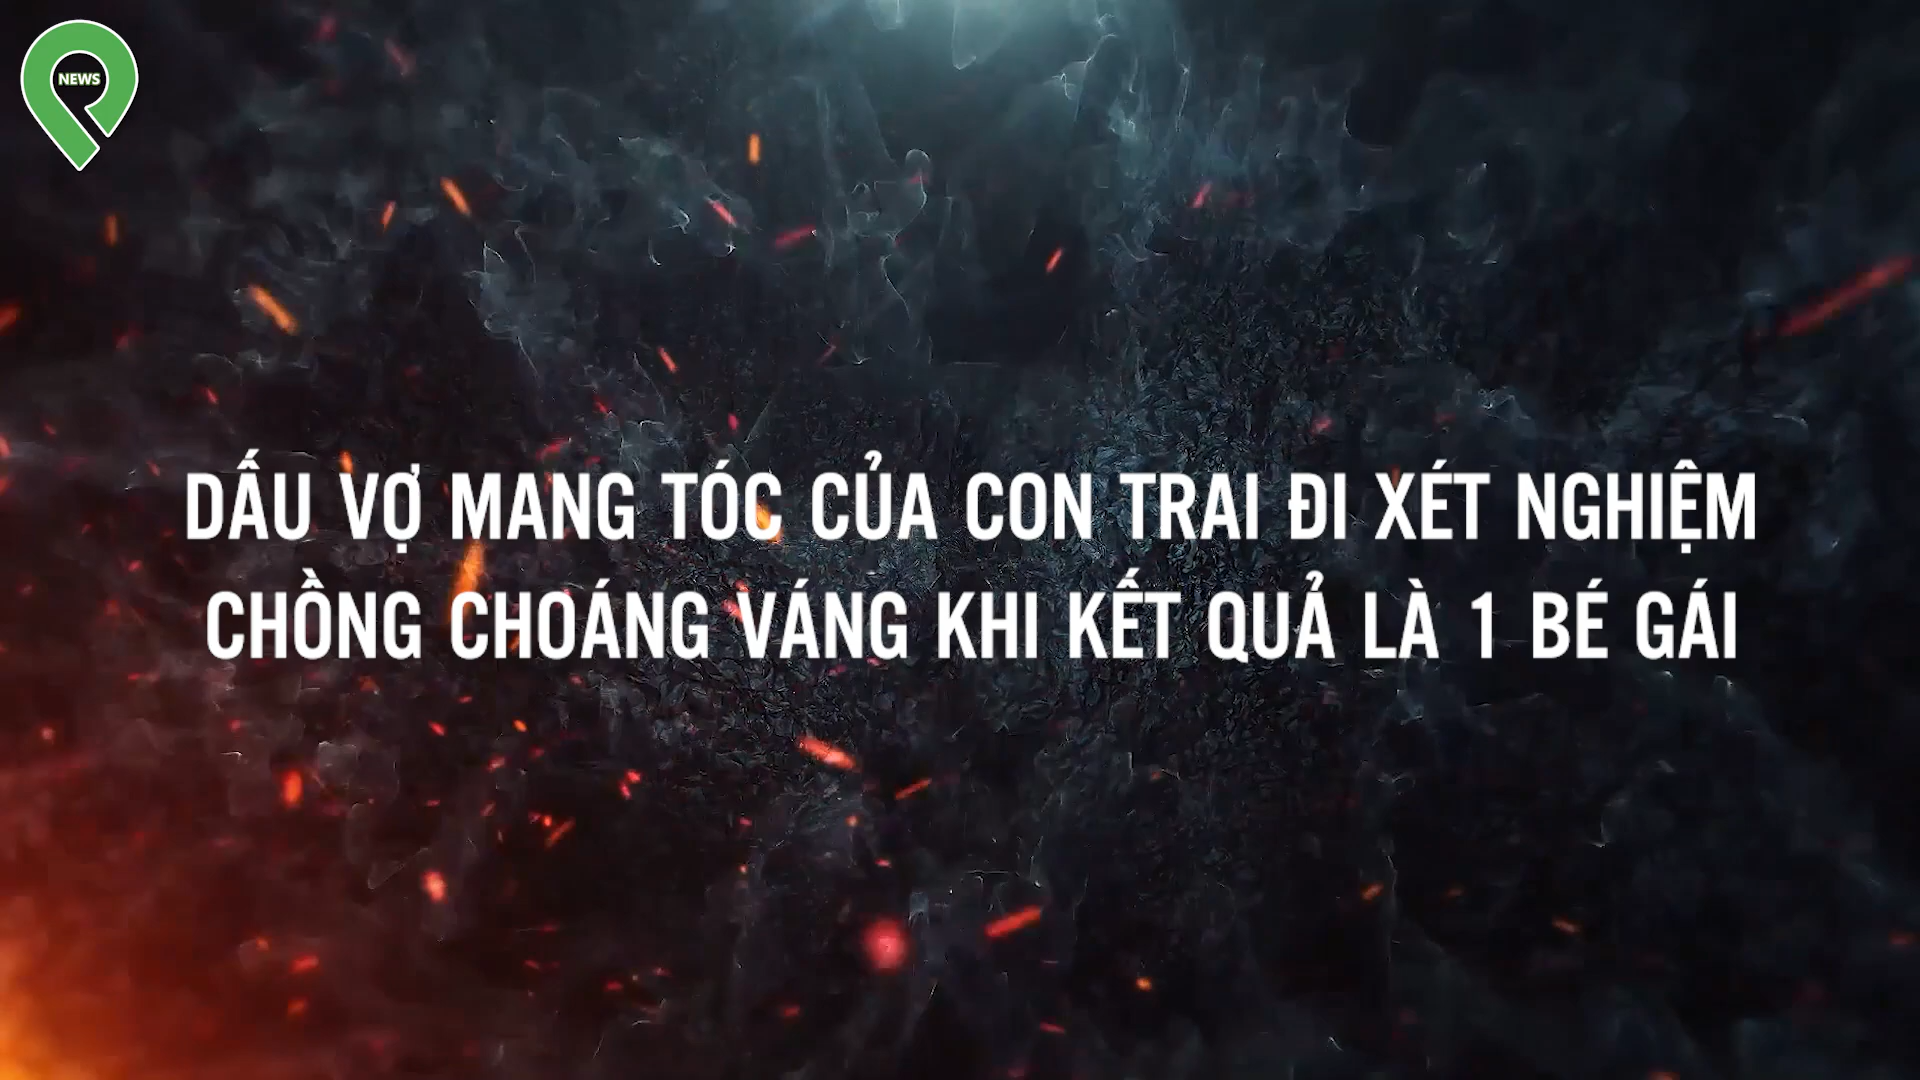 NEWS
DẤU VỢ MANG TÓC CỦA CON TRAI ĐI XÉT NGHIỆM
CHỒNG CHOÁNG VÁNG KHI KẾT QUẢ LÀ 1 BÉ GÁI